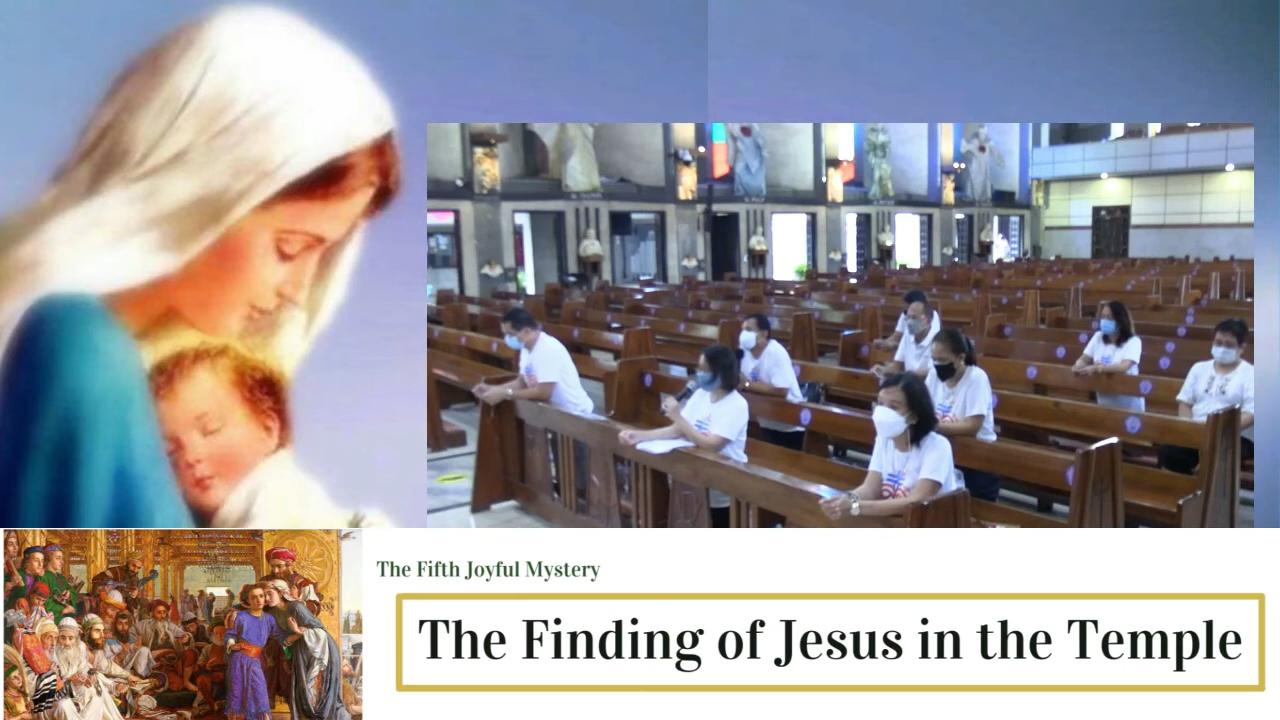 The Fifth Joyful Mystery
The Finding of Jesus in the Temple